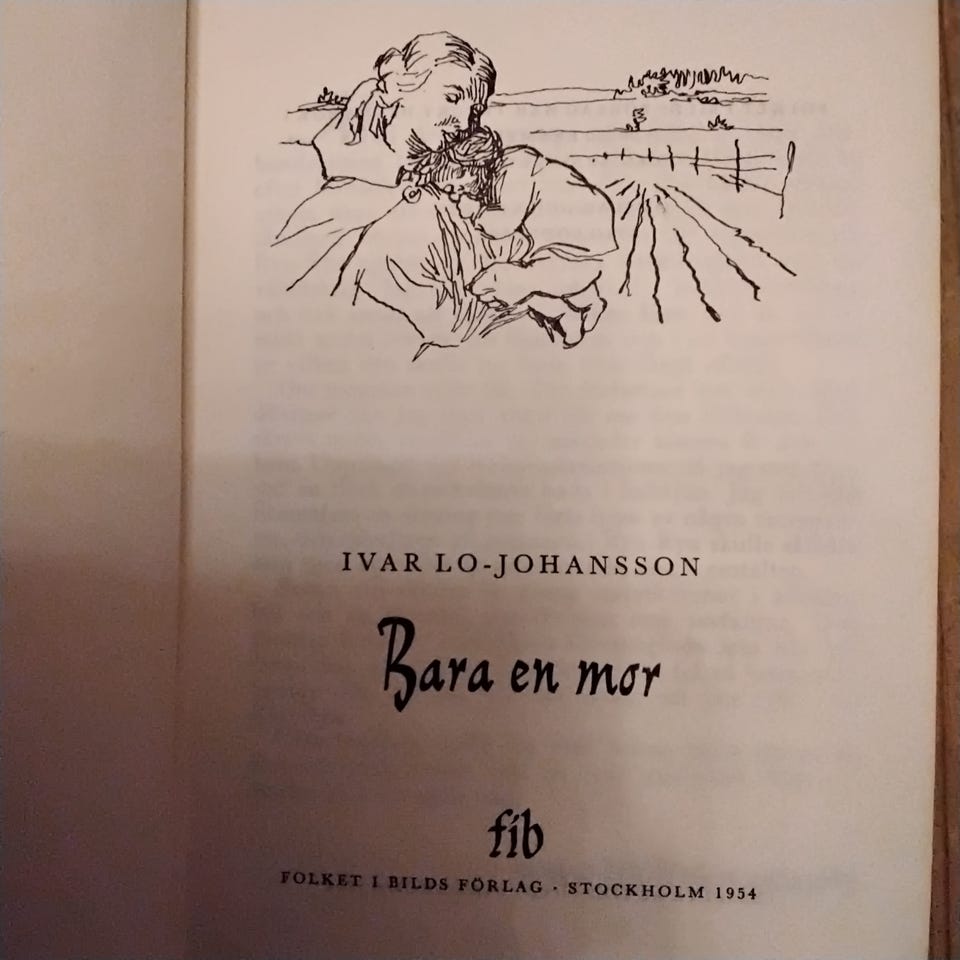 IVAR LO-JOHANSSON
Bara en mor
fib
FOLKET I BILDS FÖRLAG · STOCKHOLM 1954